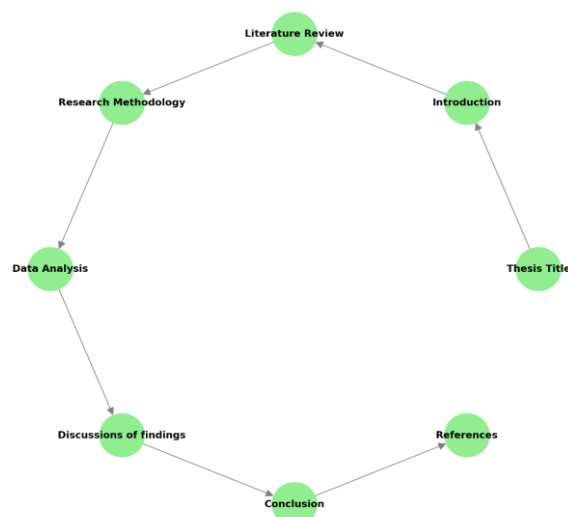 Literature Review
Research Methodology
Introduction
Data Analysis
Thesis Title
Discussions of findings
References
Conclusion